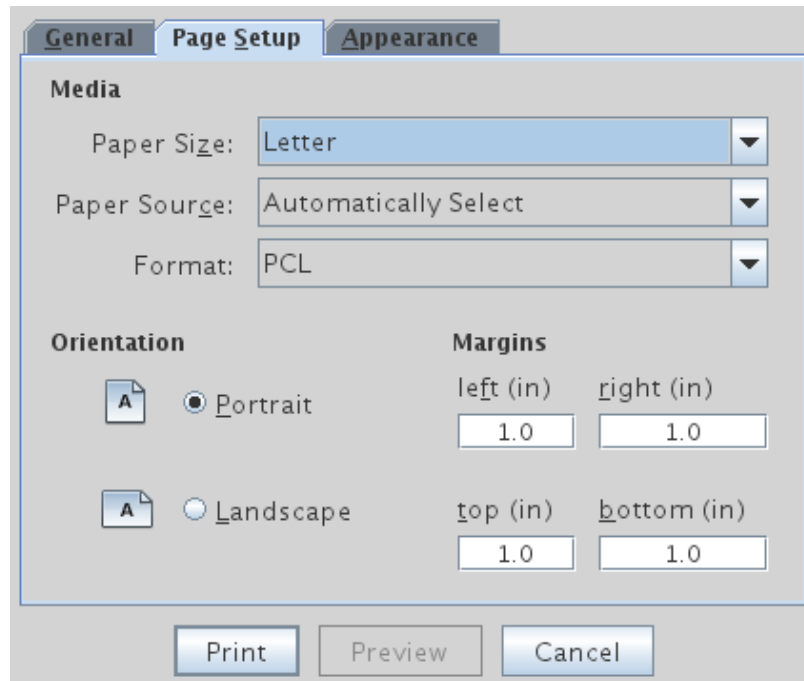 General Page Setup Appearance
Media
Paper Size: Letter
Paper Source: Automatically Select
Format: PCL
Orientation Margins
left (in) right (in)
A Portrait
1.0 1.0
A Landscape top (in) bottom (in)
1.0 1.0
Print Preview Cancel